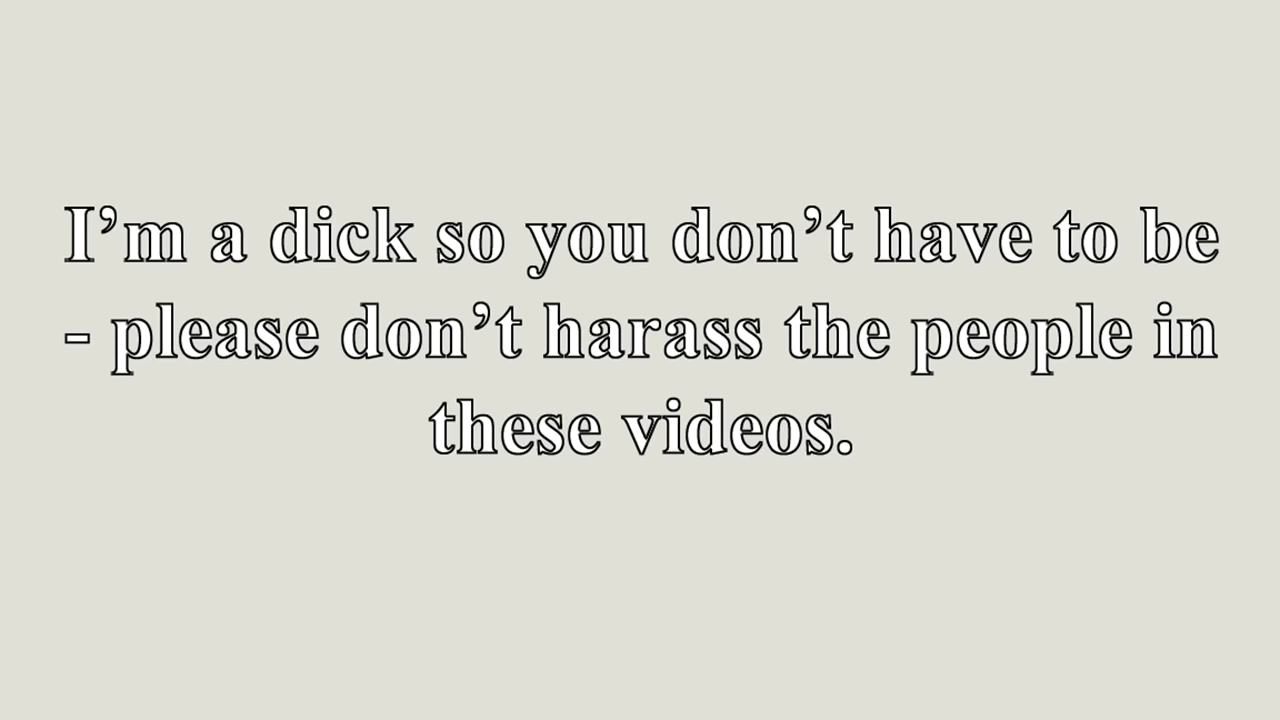 I’m a dick so you don’t have to be
- please don’t harass the people in
these videos.